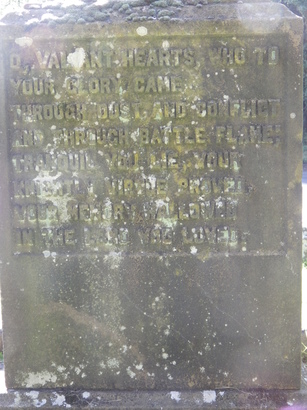 O, VALIANT HEARTS, WHO TO
YOUR GLORY CAME,
THROUGH DUST AND CONFLICT
AND THROUGH BATTLE FLAME;
TRANQUIL YOU LIE, YOUR
KNIGHTLY VIRTUE PROVED,
YOUR MEMORY HALLOWED
IN THE LAND YOU LOVED.